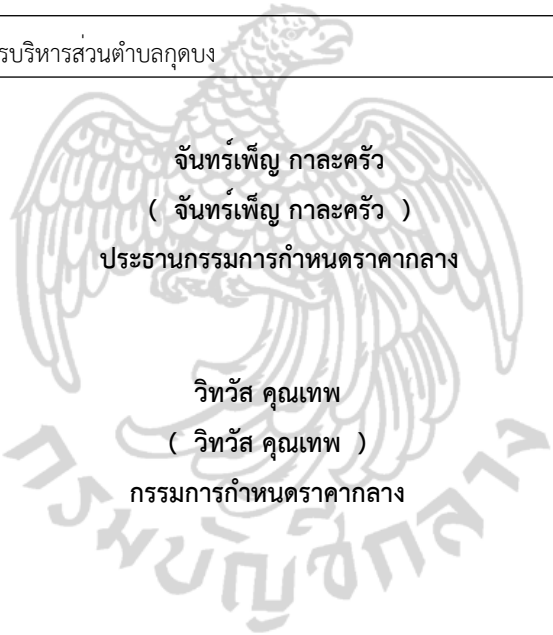 รบริหารส่วนตำบลกุดบง
จันทร์เพ็ญ กาละครัว
( จันทร์เพ็ญ กาละครัว )
ประธานกรรมการกำหนดราคากลาง
วิทวัส คุณเทพ
( วิทวัส คุณเทพ )
กรรมการกำหนดราคากลาง
กรมบัญชีกลาง